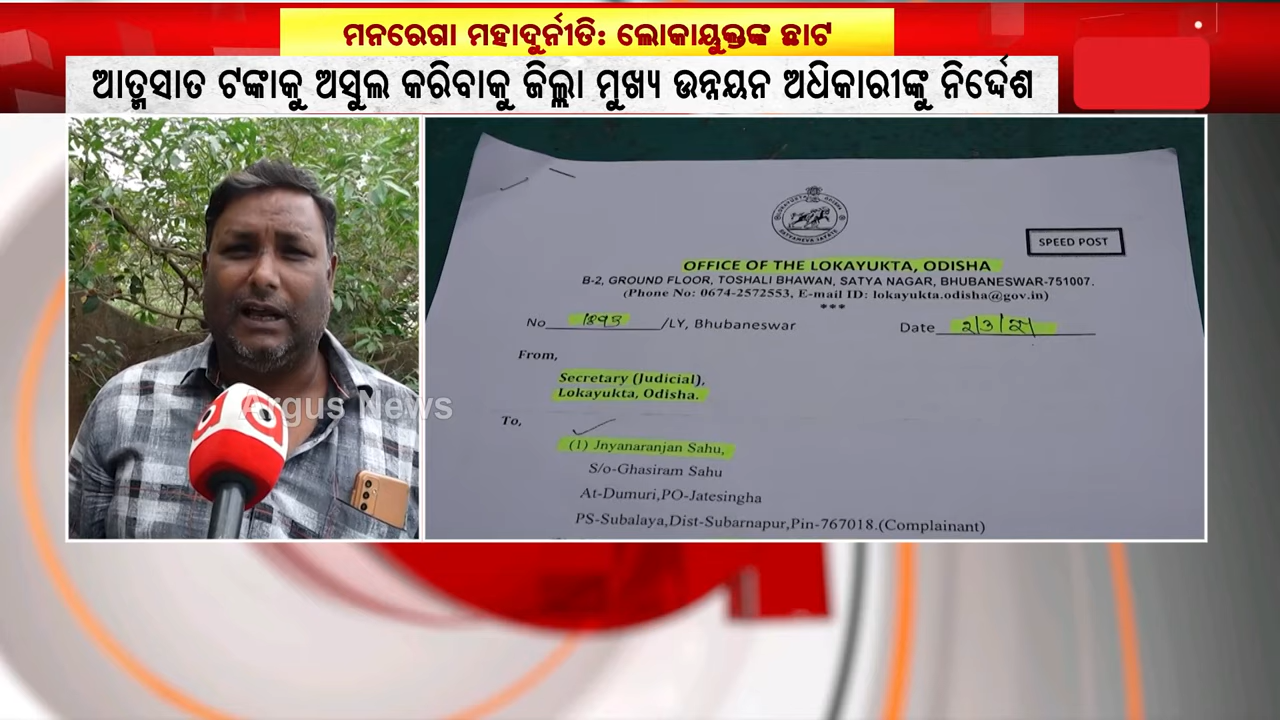 ମନରେଗା ମହାଦୁର୍ନୀତି: ଲୋକାୟୁକ୍ତଙ୍କ ଛାଟ
ଆତ୍ମସାତ ଟଙ୍କାକୁ ଅସୁଲ କରିବାକୁ ଜିଲ୍ଲା ମୁଖ୍ୟ ଉନ୍ନୟନ ଅଧିକାରୀଙ୍କୁ ନିର୍ଦ୍ଦେଶ
Argus News
SPEED POST
OFFICE OF THE LOKAYUKTA, ODISHA
B-2, GROUND FLOOR, TOSHALI BHAWAN, SATYA NAGAR, BHUBANESWAR-751007.
(Phone No: 0674-2572553, E-mail ID: lokayukta.odisha@gov.in)
***
No /LY, Bhubaneswar Date
From,
Secretary (Judicial),
Lokayukta, Odisha.
To,
(1) Jnyanaranjan Sahu,
S/o-Ghasiram Sahu
At-Dumuri,PO-Jatesingha
PS-Subalaya,Dist-Subarnapur,Pin-767018.(Complainant)